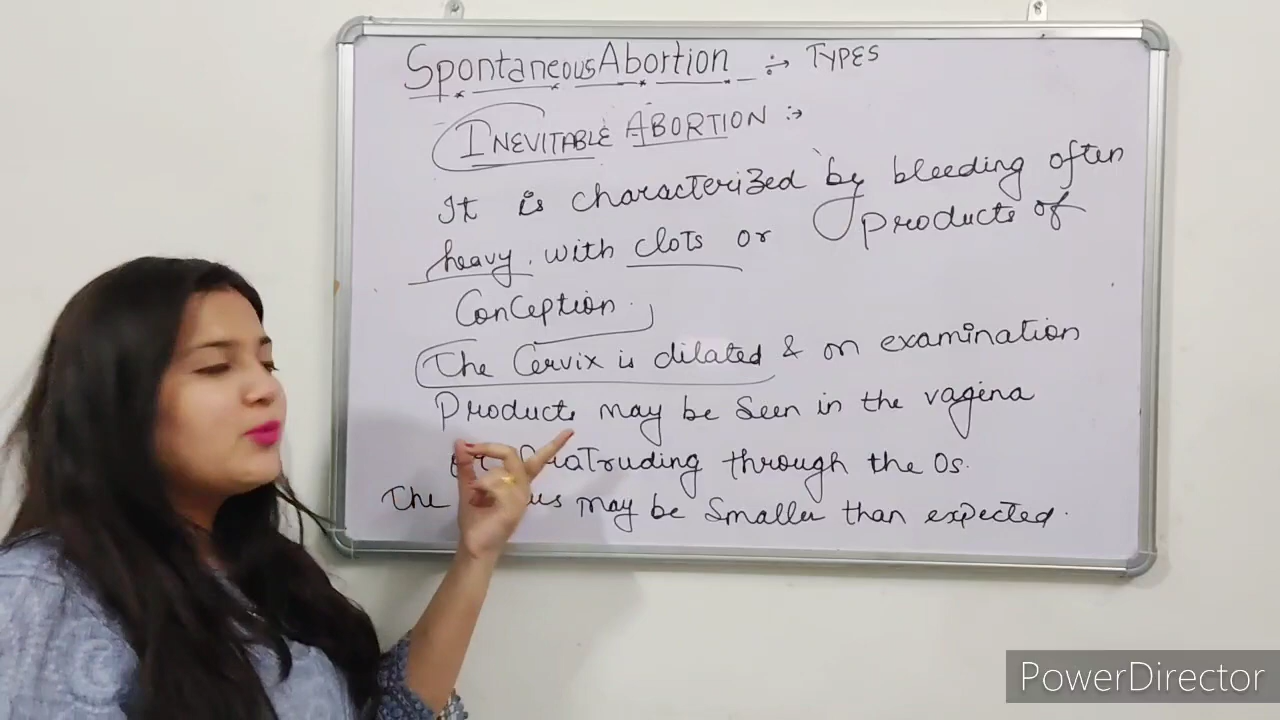 Spontaneous Abortion :→ TYPES
INEVITABLE ABORTION :→
It is characterized by bleeding often
heavy. with clots or products of
Conception.
The Cervix is dilated & on examination
Products may be seen in the vagina
through the Os.
The may be smaller than expected.
PowerDirector